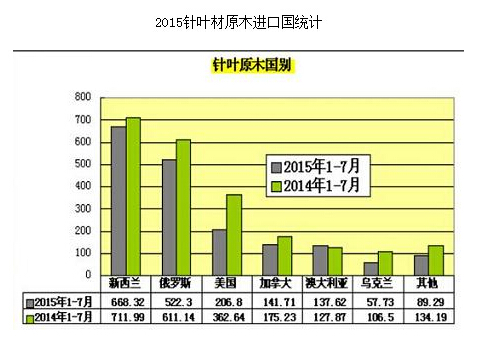 2015针叶材原木进口国统计
针叶原木国别
800
700
600
500
400
300
200
100
0
2015年1-7月
2014年1-7月
新西兰 俄罗斯 美国 加拿大 澳大利亚 乌克兰 其他
2015年1-7月 668.32 522.3 206.8 141.71 137.62 57.73 89.29
2014年1-7月 711.99 611.14 362.64 175.23 127.87 106.5 134.19